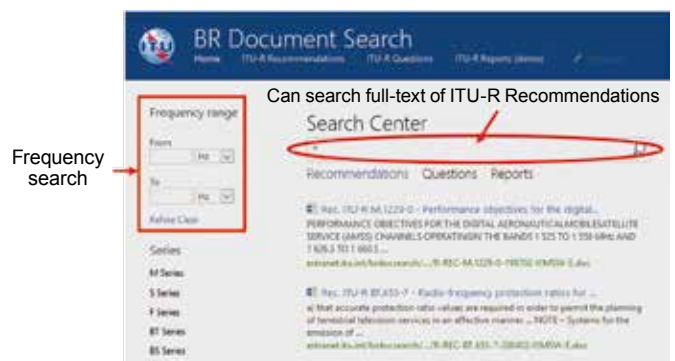 BR Document Search
Home ITU-R Recommendations ITU-R Questions ITU-R Reports (demo)
Can search full-text of ITU-R Recommendations
Frequency range
Search Center
From
Hz
Frequency
search
To
Hz
Refine Clear
Recommendations Questions Reports
Rec. ITU-R M.1229-0 - Performance objectives for the digital...
PERFORMANCE OBJECTIVES FOR THE DIGITAL AERONAUTICAL MOBILE SATELLITE
SERVICE (AMSS) CHANNELS OPERATING IN THE BANDS 1 525 TO 1 559 MHz AND
1 626.5 TO 1 660.5 ...
Series
M Series
S Series
F Series
BT Series
BS Series
Rec. ITU-R BT.655-7 - Radio-frequency protection ratios for ...
a) that accurate protection ratio values are required in order to permit the planning
of terrestrial television services in an effective manner ... NOTE - Systems for the
emission of ...